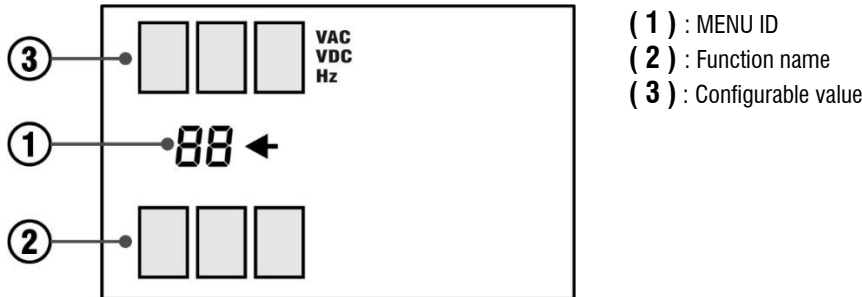 3
VAC
VDC
Hz
1
88
2
( 1 ) : MENU ID
( 2 ) : Function name
( 3 ) : Configurable value